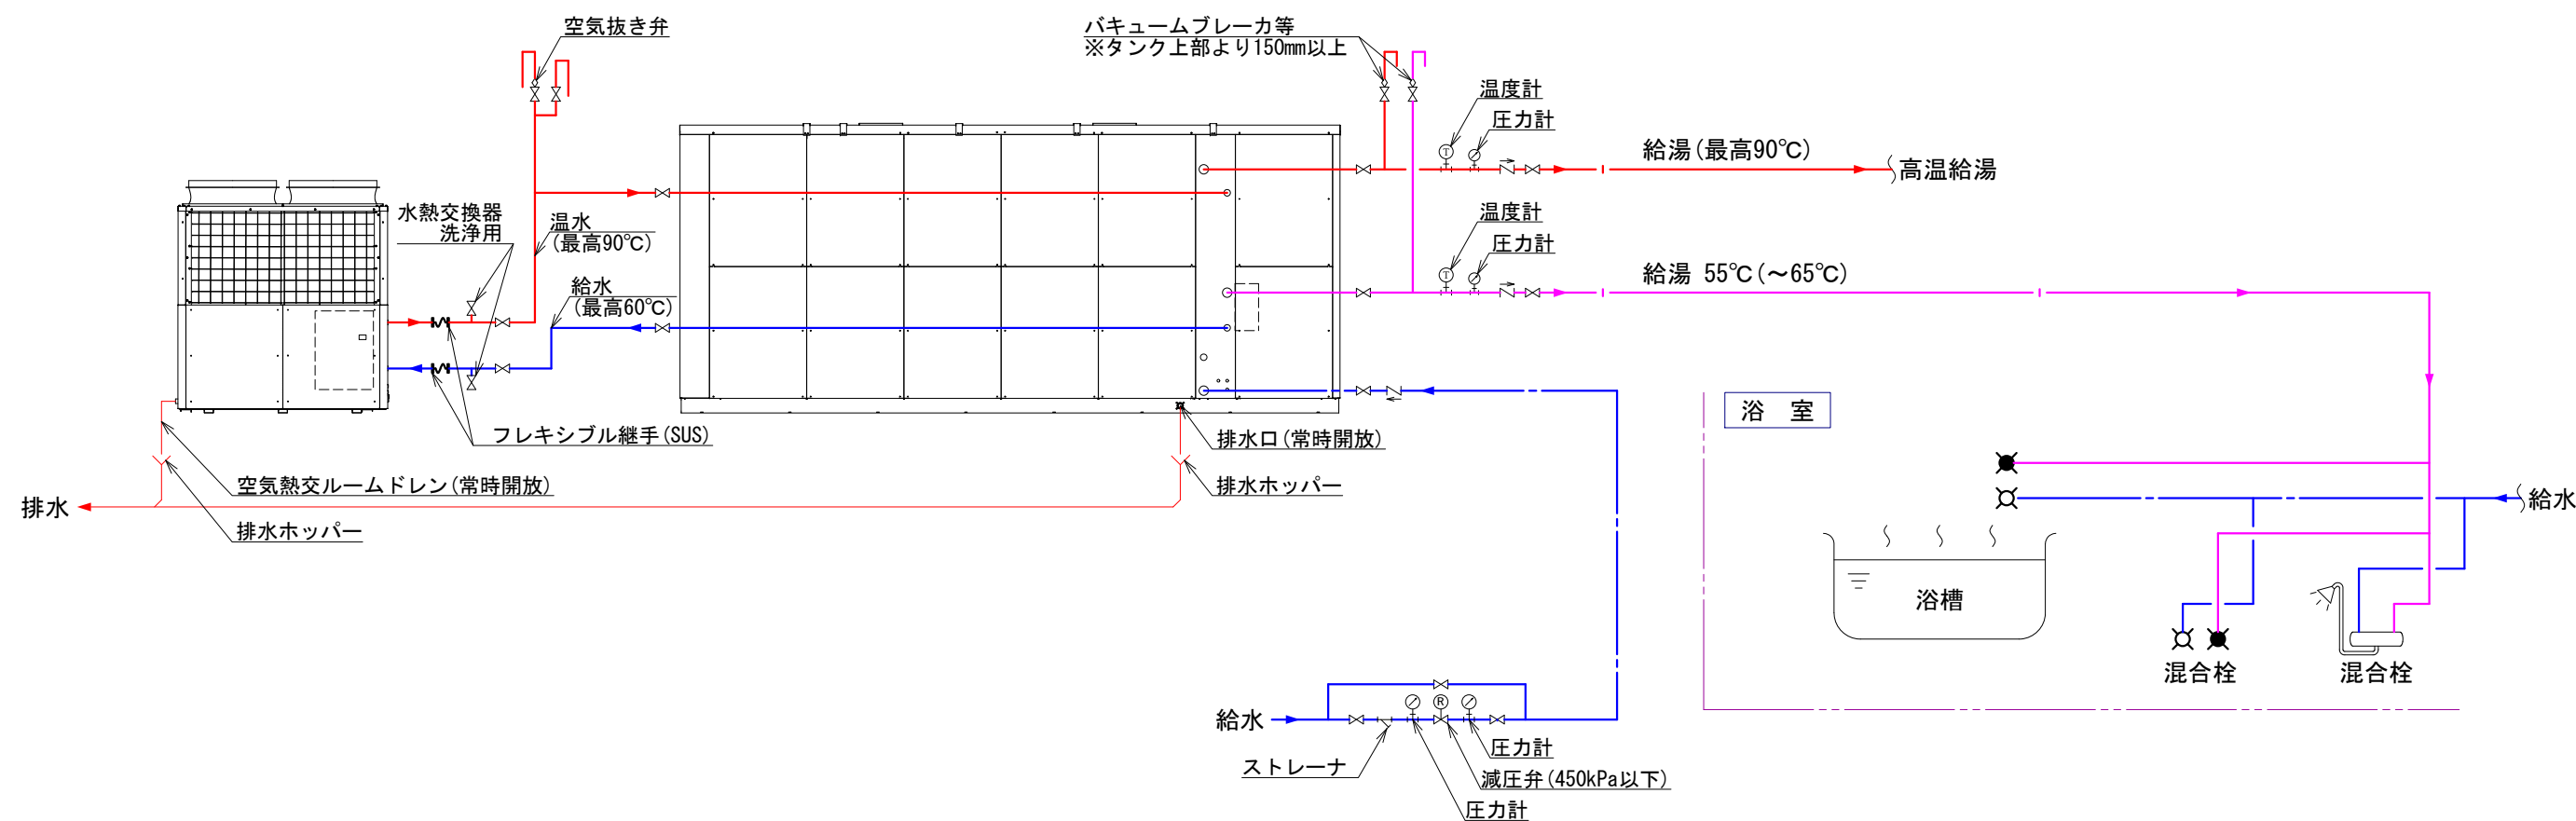 空気抜き弁
バキュームブレーカ等
※タンク上部より150mm以上
温度計
圧力計
給湯(最高90℃)
高温給湯
水熱交換器
洗浄用
温水
(最高90℃)
温度計
圧力計
給湯 55℃(～65℃)
給水
(最高60℃)
浴 室
フレキシブル継手(SUS)
排水口(常時開放)
空気熱交ルームドレン(常時開放)
排水ホッパー
排水
排水ホッパー
給水
浴槽
混合栓
混合栓
給水
R
T
T
ストレーナ
圧力計
減圧弁(450kPa以下)
圧力計